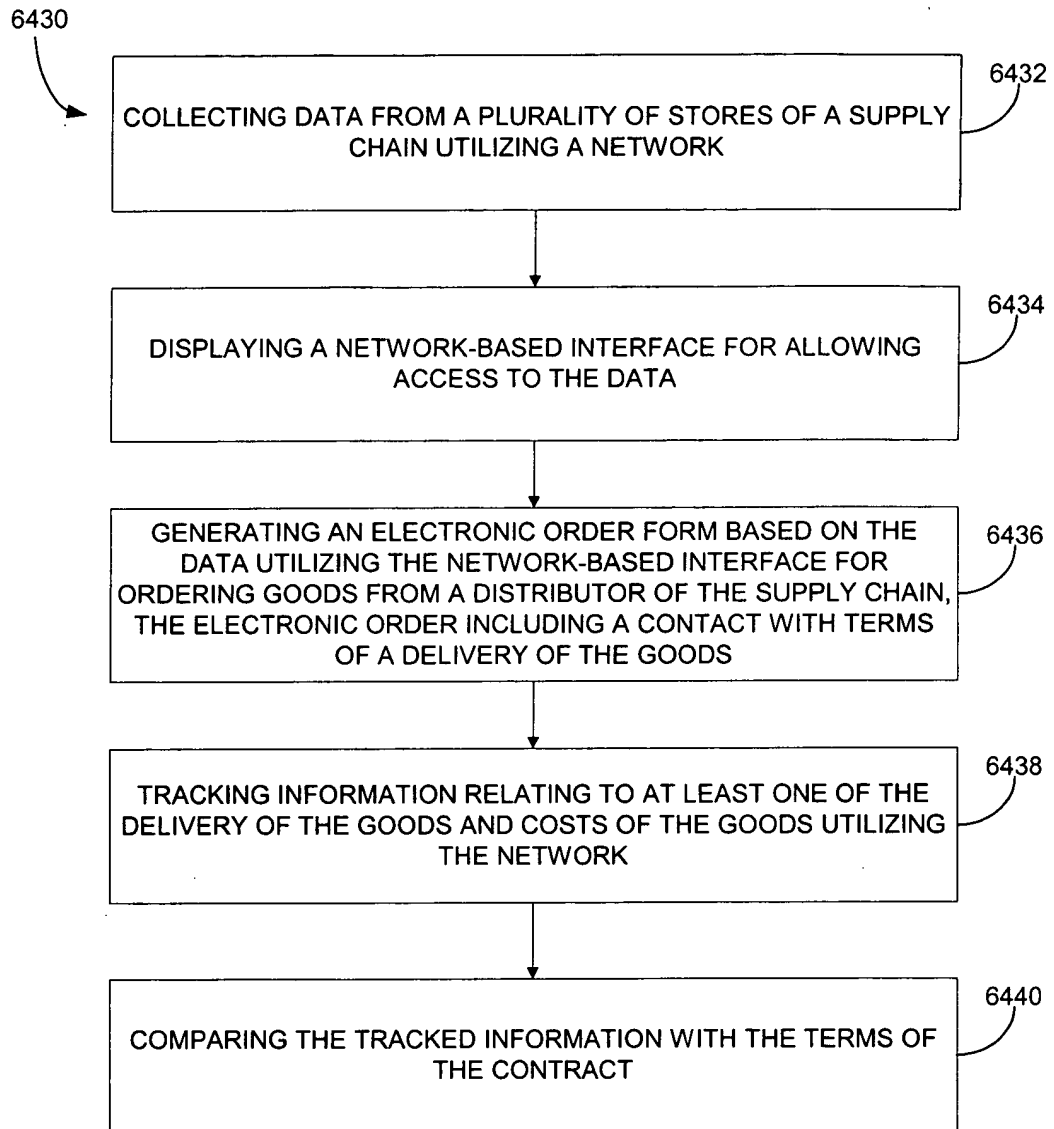 6430
6432
COLLECTING DATA FROM A PLURALITY OF STORES OF A SUPPLY
CHAIN UTILIZING A NETWORK
6434
DISPLAYING A NETWORK-BASED INTERFACE FOR ALLOWING
ACCESS TO THE DATA
6436
GENERATING AN ELECTRONIC ORDER FORM BASED ON THE
DATA UTILIZING THE NETWORK-BASED INTERFACE FOR
ORDERING GOODS FROM A DISTRIBUTOR OF THE SUPPLY CHAIN,
THE ELECTRONIC ORDER INCLUDING A CONTACT WITH TERMS
OF A DELIVERY OF THE GOODS
6438
TRACKING INFORMATION RELATING TO AT LEAST ONE OF THE
DELIVERY OF THE GOODS AND COSTS OF THE GOODS UTILIZING
THE NETWORK
6440
COMPARING THE TRACKED INFORMATION WITH THE TERMS OF
THE CONTRACT